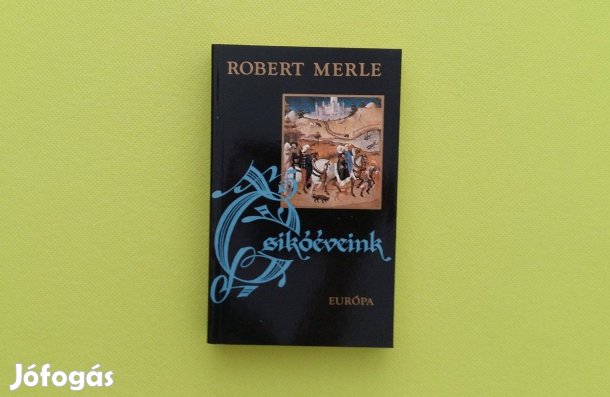 ROBERT MERLE
Csikóéveink
EURÓPA
Jófogás